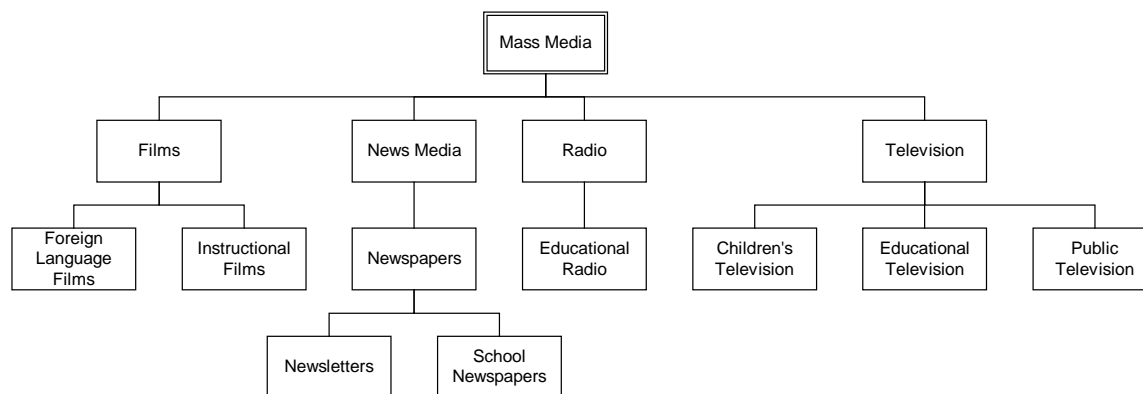 Mass Media
Films
News Media
Radio
Television
Foreign
Language
Films
Instructional
Films
Newspapers
Educational
Radio
Children's
Television
Educational
Television
Public
Television
Newsletters
School
Newspapers